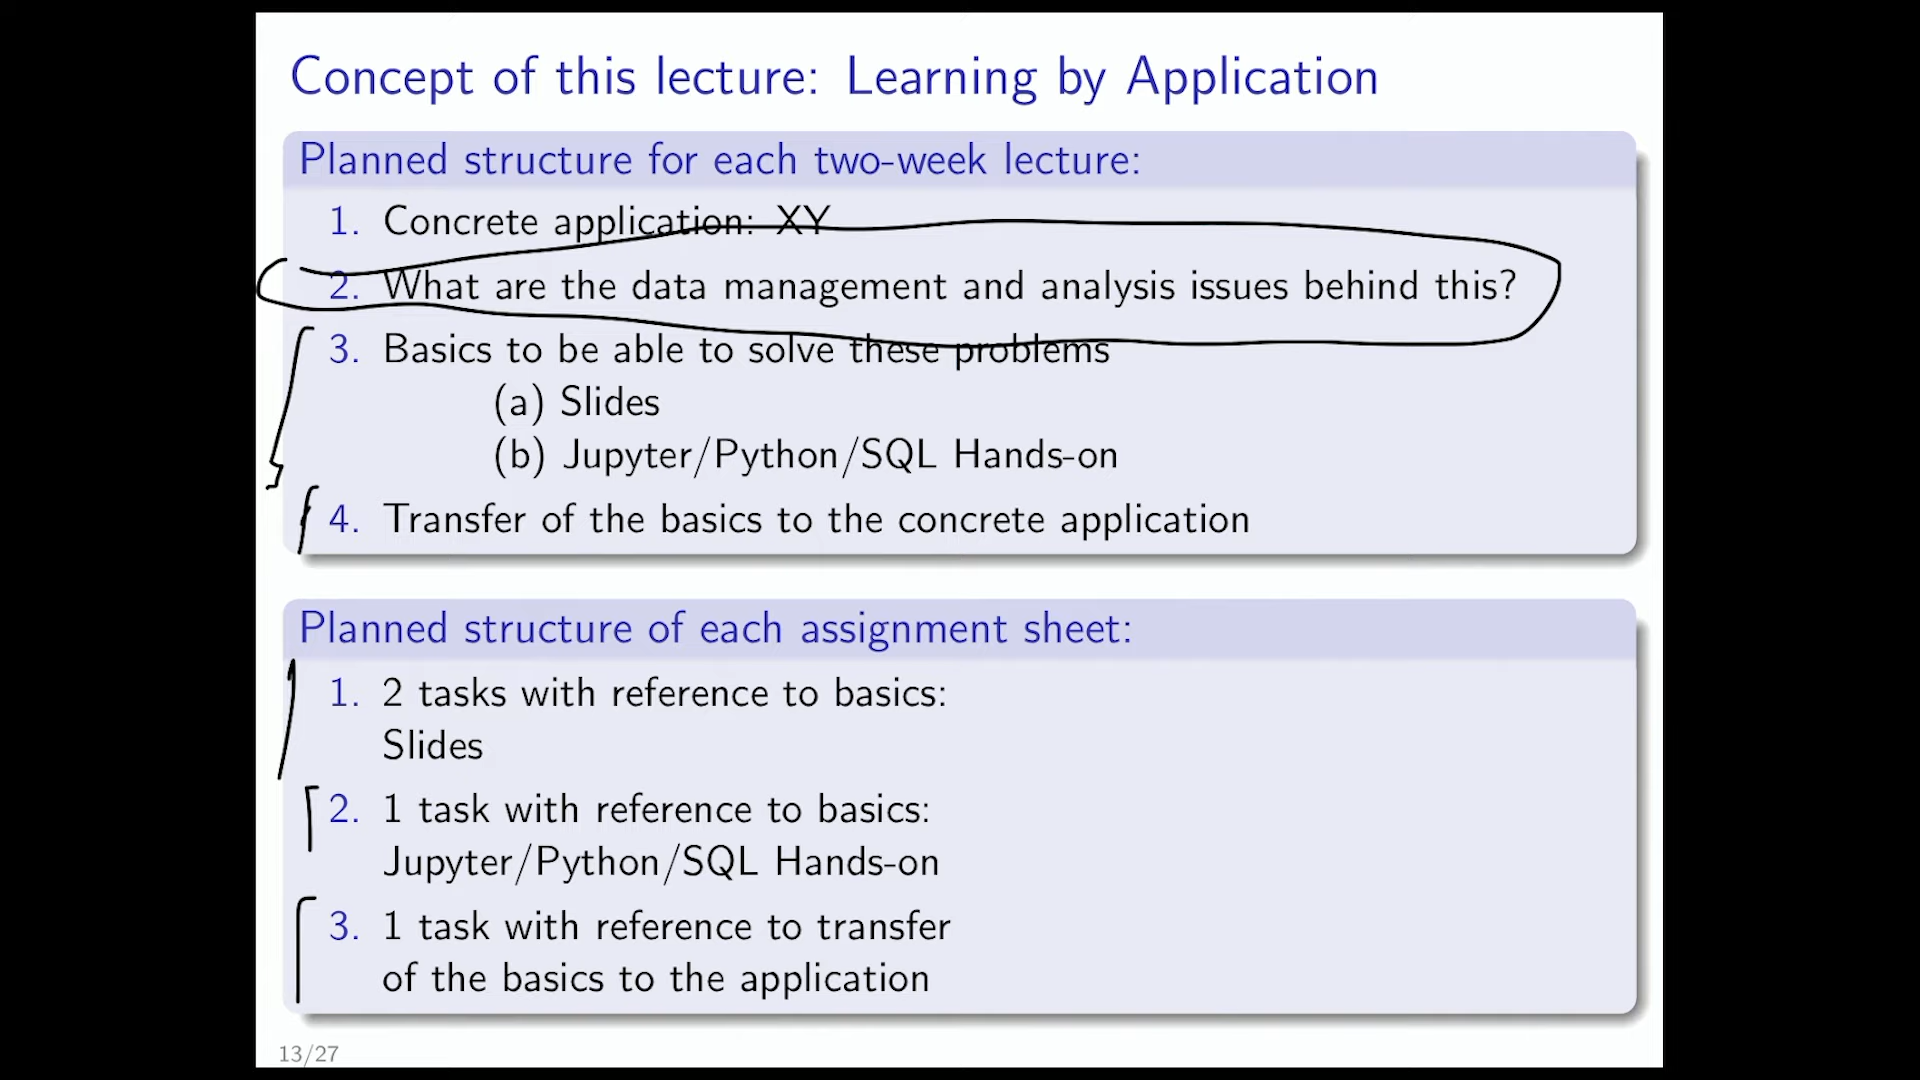 Concept of this lecture: Learning by Application
Planned structure for each two-week lecture:
1. Concrete application: XY
2. What are the data management and analysis issues behind this?
3. Basics to be able to solve these problems
(a) Slides
(b) Jupyter/Python/SQL Hands-on
4. Transfer of the basics to the concrete application
Planned structure of each assignment sheet:
1. 2 tasks with reference to basics:
Slides
2. 1 task with reference to basics:
Jupyter/Python/SQL Hands-on
3. 1 task with reference to transfer
of the basics to the application
13/27